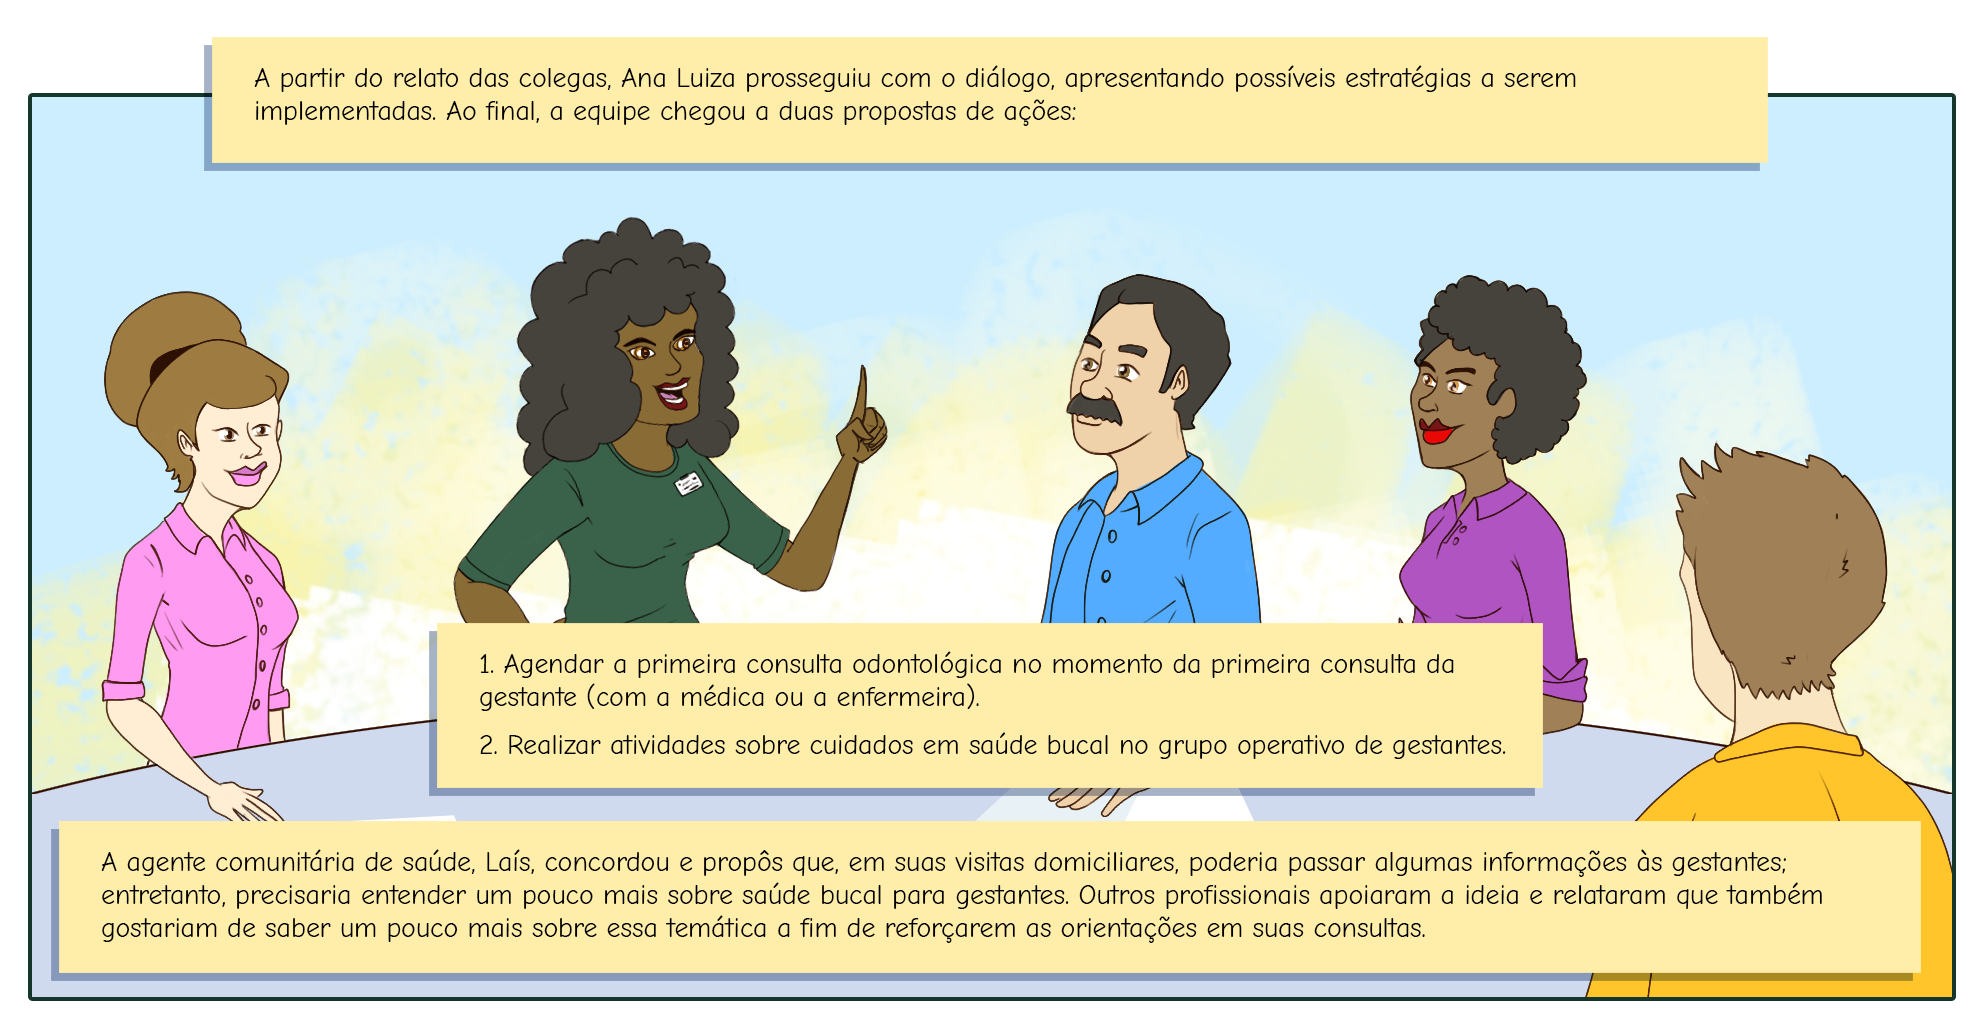 A partir do relato das colegas, Ana Luiza prosseguiu com o diálogo, apresentando possíveis estratégias a serem
implementadas. Ao final, a equipe chegou a duas propostas de ações:
1. Agendar a primeira consulta odontológica no momento da primeira consulta da
gestante (com a médica ou a enfermeira).
2. Realizar atividades sobre cuidados em saúde bucal no grupo operativo de gestantes.
A agente comunitária de saúde, Laís, concordou e propôs que, em suas visitas domiciliares, poderia passar algumas informações às gestantes;
entretanto, precisaria entender um pouco mais sobre saúde bucal para gestantes. Outros profissionais apoiaram a ideia e relataram que também
gostariam de saber um pouco mais sobre essa temática a fim de reforçarem as orientações em suas consultas.